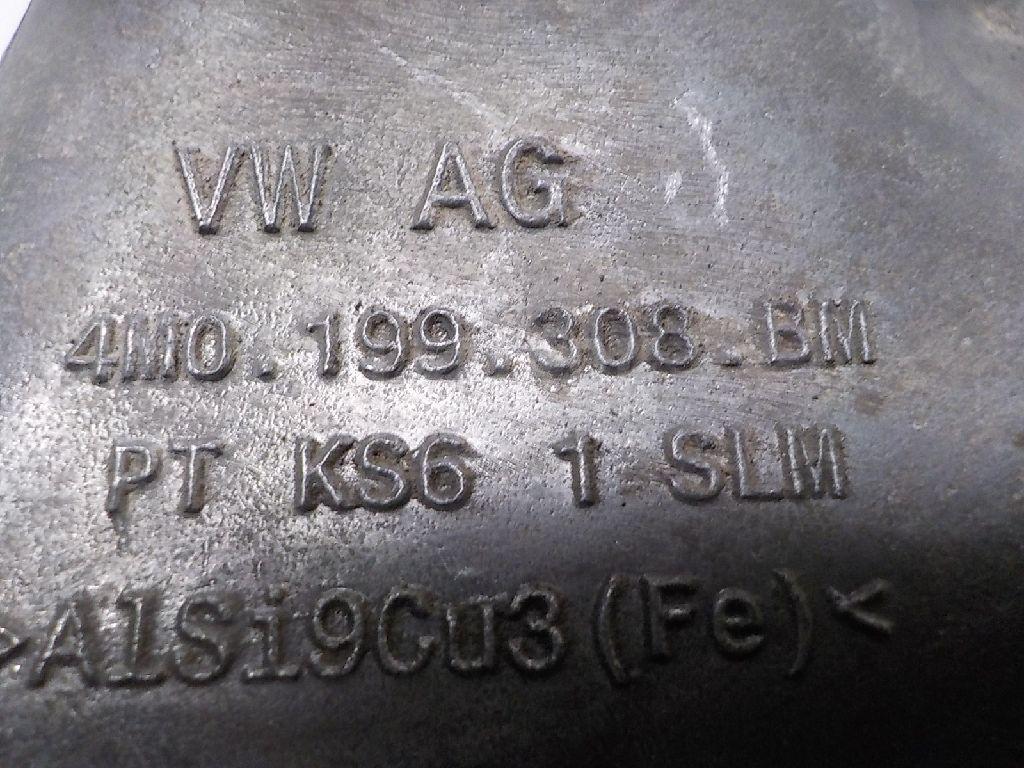 VW AG
4M0.199.308.BM
PT KS6 1 SLM
>AlSi9Cu3(Fe)<